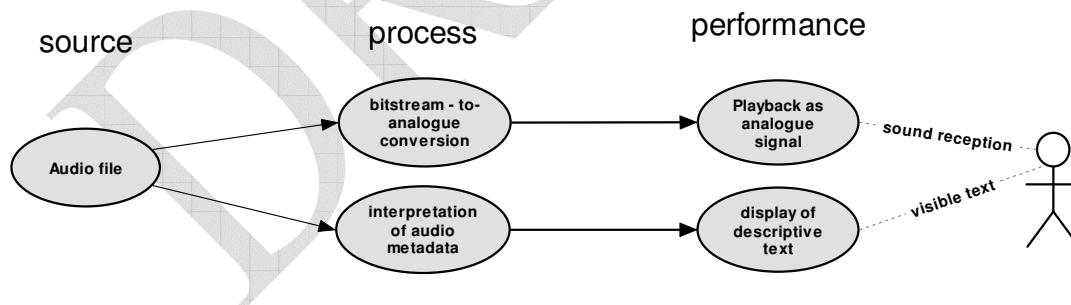 source
process
performance
Audio file
bitstream - to-
analogue
conversion
Playback as
analogue
signal
sound reception
interpretation
of audio
metadata
display of
descriptive
text
visible text